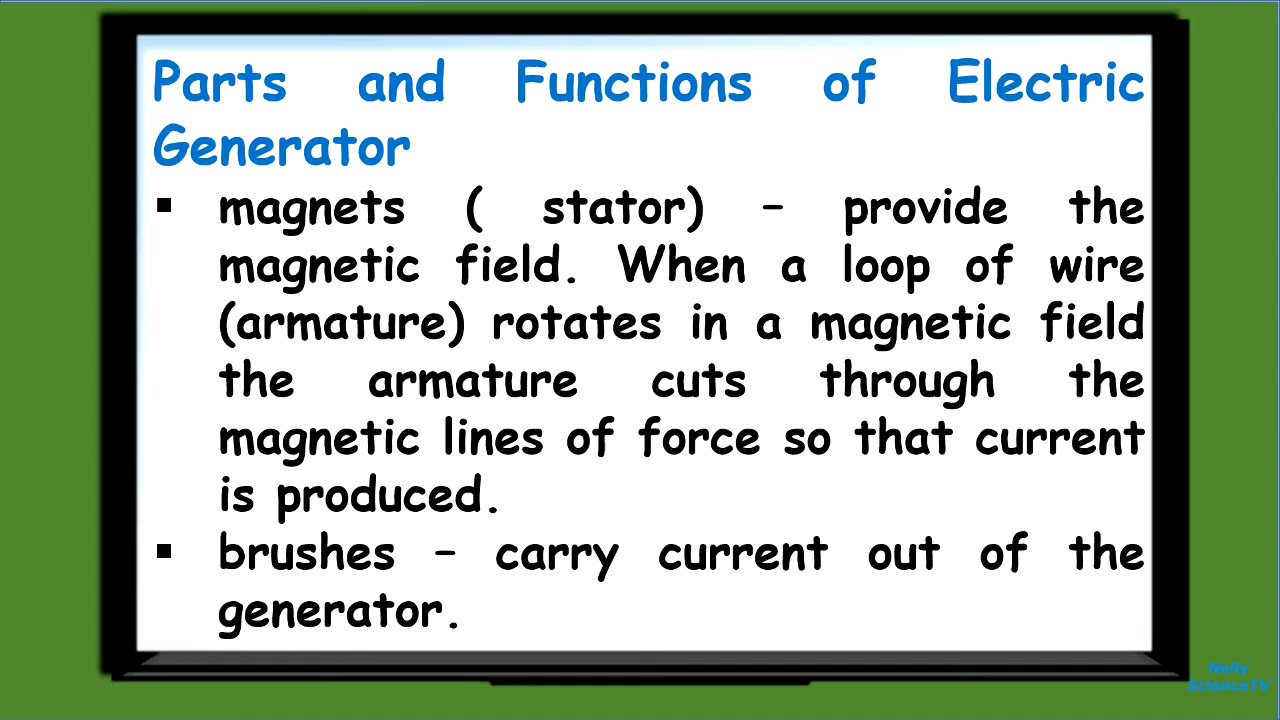 Parts and Functions of Electric
Generator
▪ magnets ( stator) – provide the
magnetic field. When a loop of wire
(armature) rotates in a magnetic field
the armature cuts through the
magnetic lines of force so that current
is produced.
▪ brushes – carry current out of the
generator.
Nelly
ScienceTV